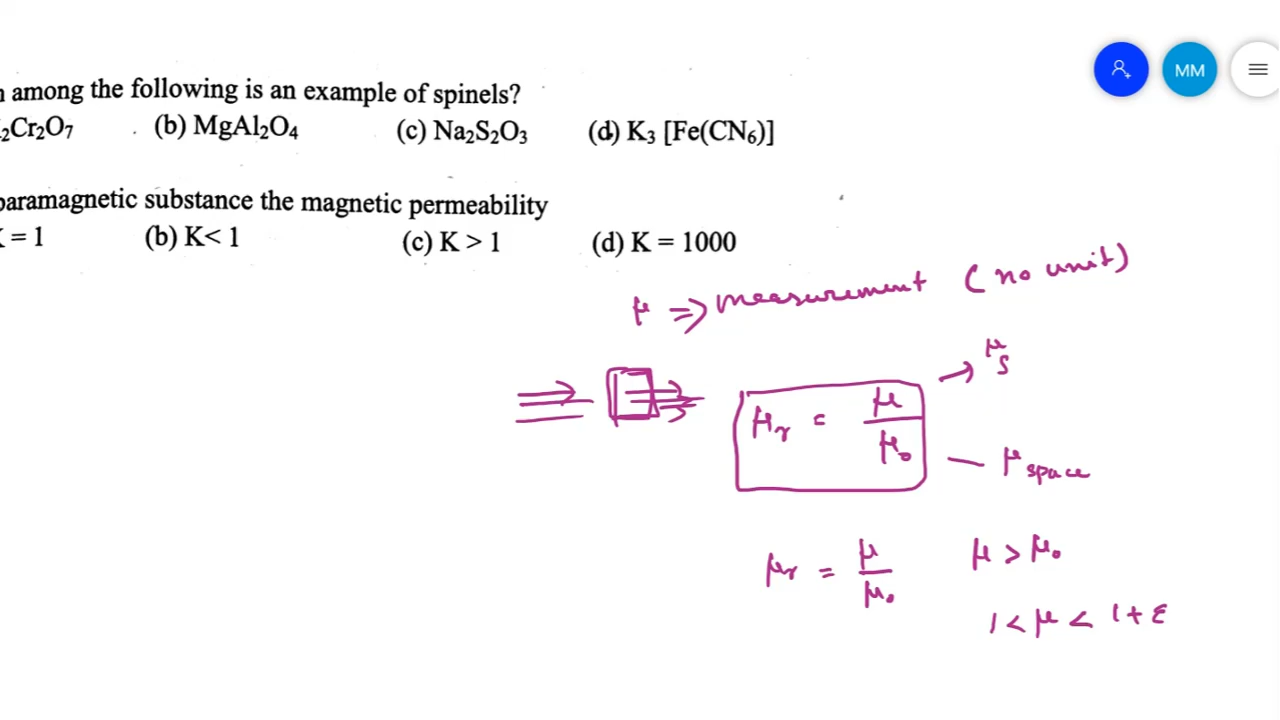 among the following is an example of spinels?
₂Cr₂O₇ (b) MgAl₂O₄ (c) Na₂S₂O₃ (d) K₃ [Fe(CN₆)]
paramagnetic substance the magnetic permeability
= 1 (b) K< 1 (c) K > 1 (d) K = 1000
MM
μ ⇒ measurement (no unit)
μᵣ = μ/μ₀
→ μs
— μspace
μᵣ = μ/μ₀ μ > μ₀
1 < μ < 1 + ε